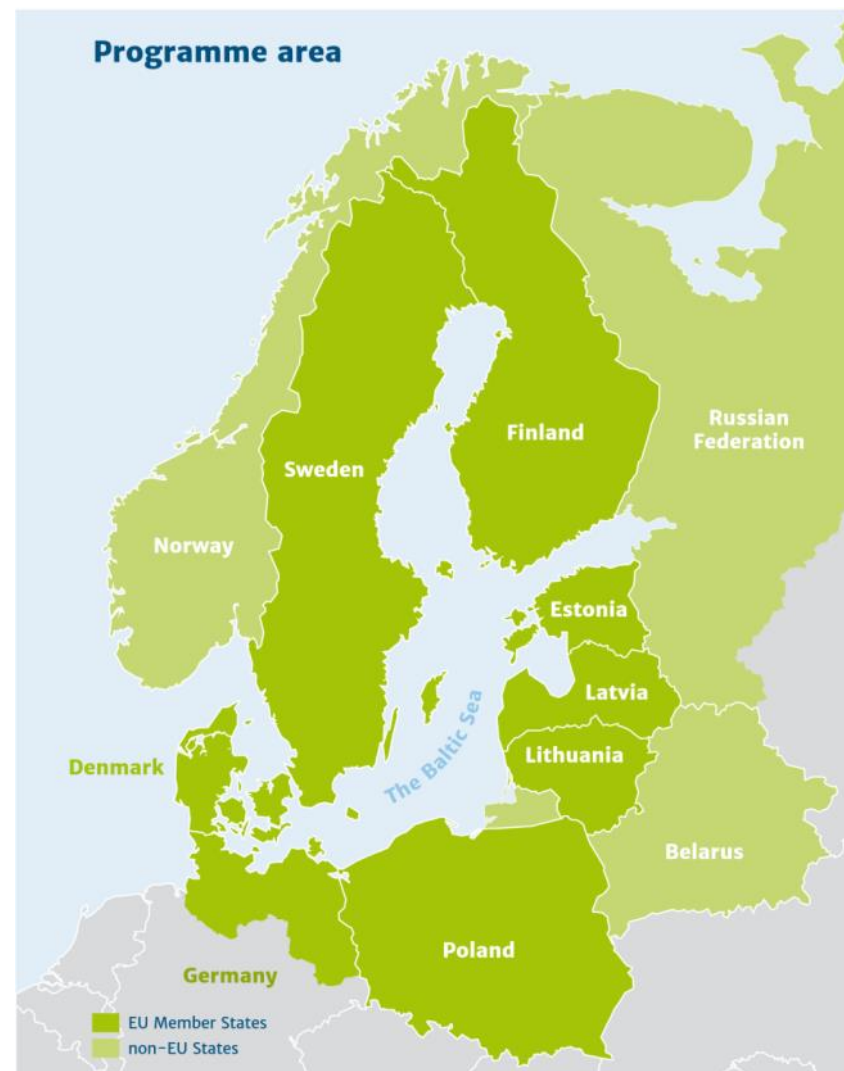 Programme area
Russian
Federation
Finland
Sweden
Norway
Estonia
Latvia
Denmark
The Baltic Sea
Lithuania
Belarus
Poland
Germany
EU Member States
non-EU States